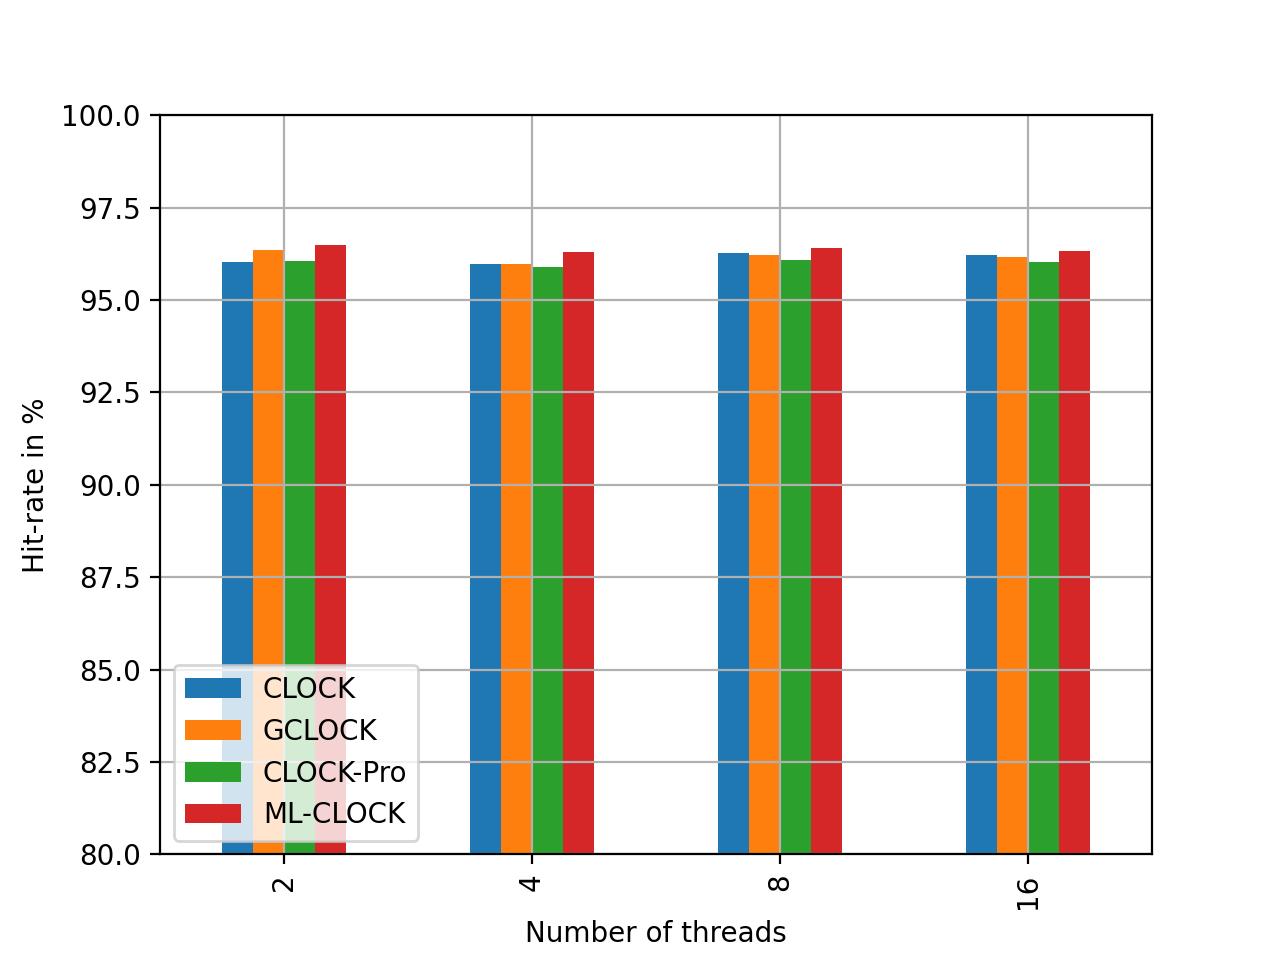 100.0
97.5
95.0
92.5
90.0
87.5
85.0
82.5
80.0
Hit-rate in %
CLOCK
GCLOCK
CLOCK-Pro
ML-CLOCK
2
4
8
16
Number of threads